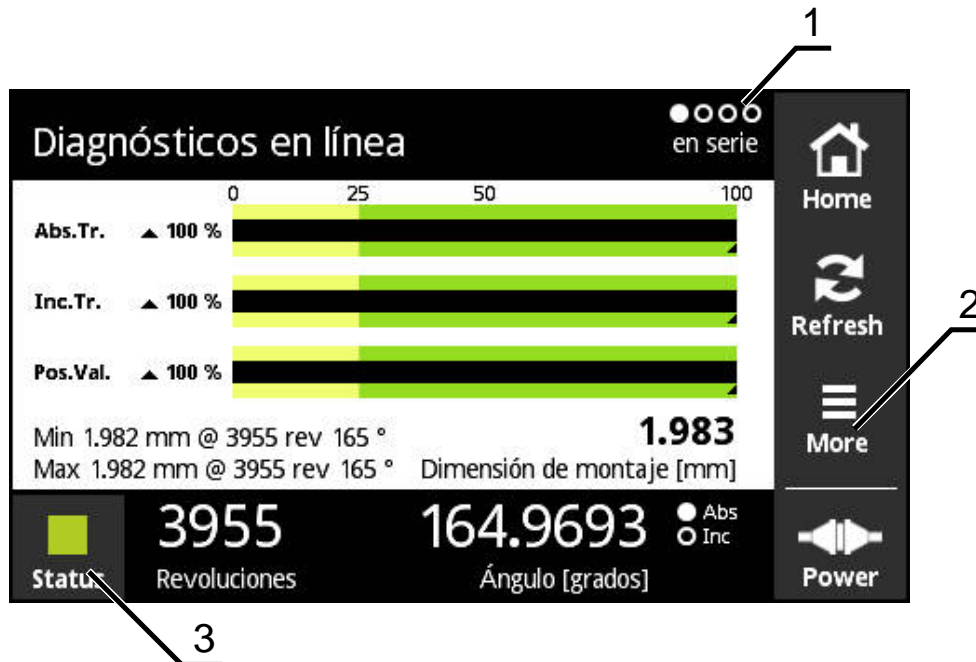 1
Diagnósticos en línea
en serie
Home
0 25 50 100
Abs.Tr. ▲ 100 %
Inc.Tr. ▲ 100 %
Refresh
2
Pos.Val. ▲ 100 %
Min 1.982 mm @ 3955 rev 165 °
Max 1.982 mm @ 3955 rev 165 °
1.983
Dimensión de montaje [mm]
More
Status
3955
Revoluciones
164.9693
Ángulo [grados]
Abs
Inc
Power
3